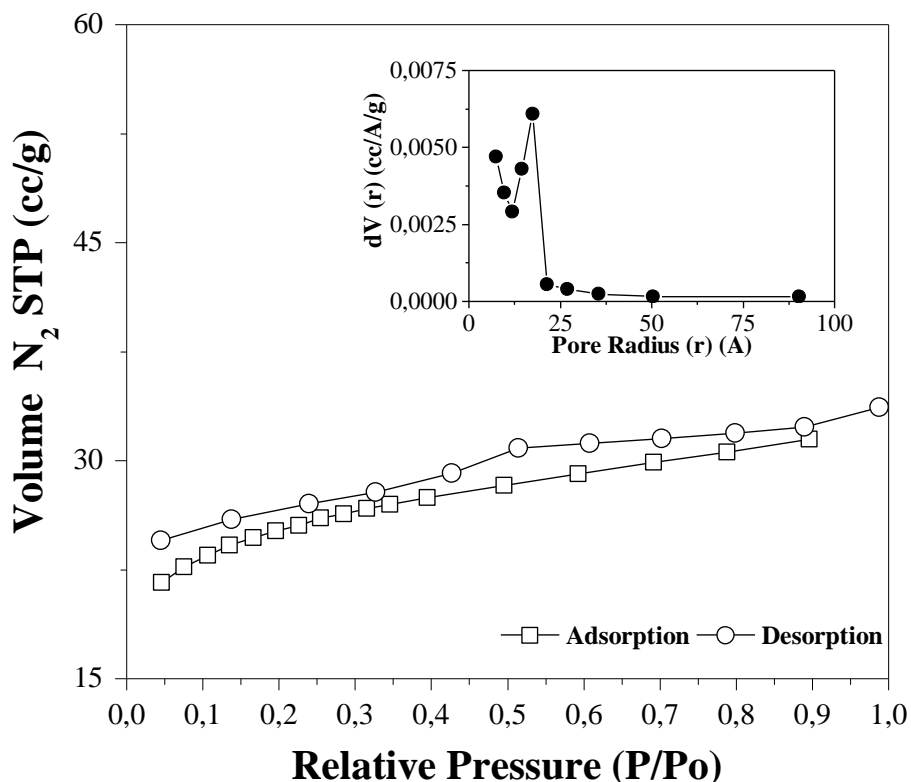 60
45
30
15
Volume N₂ STP (cc/g)
0,0075
0,0050
0,0025
0,0000
dV (r) (cc/A/g)
0 25 50 75 100
Pore Radius (r) (A)
Adsorption Desorption
0,0 0,1 0,2 0,3 0,4 0,5 0,6 0,7 0,8 0,9 1,0
Relative Pressure (P/Po)